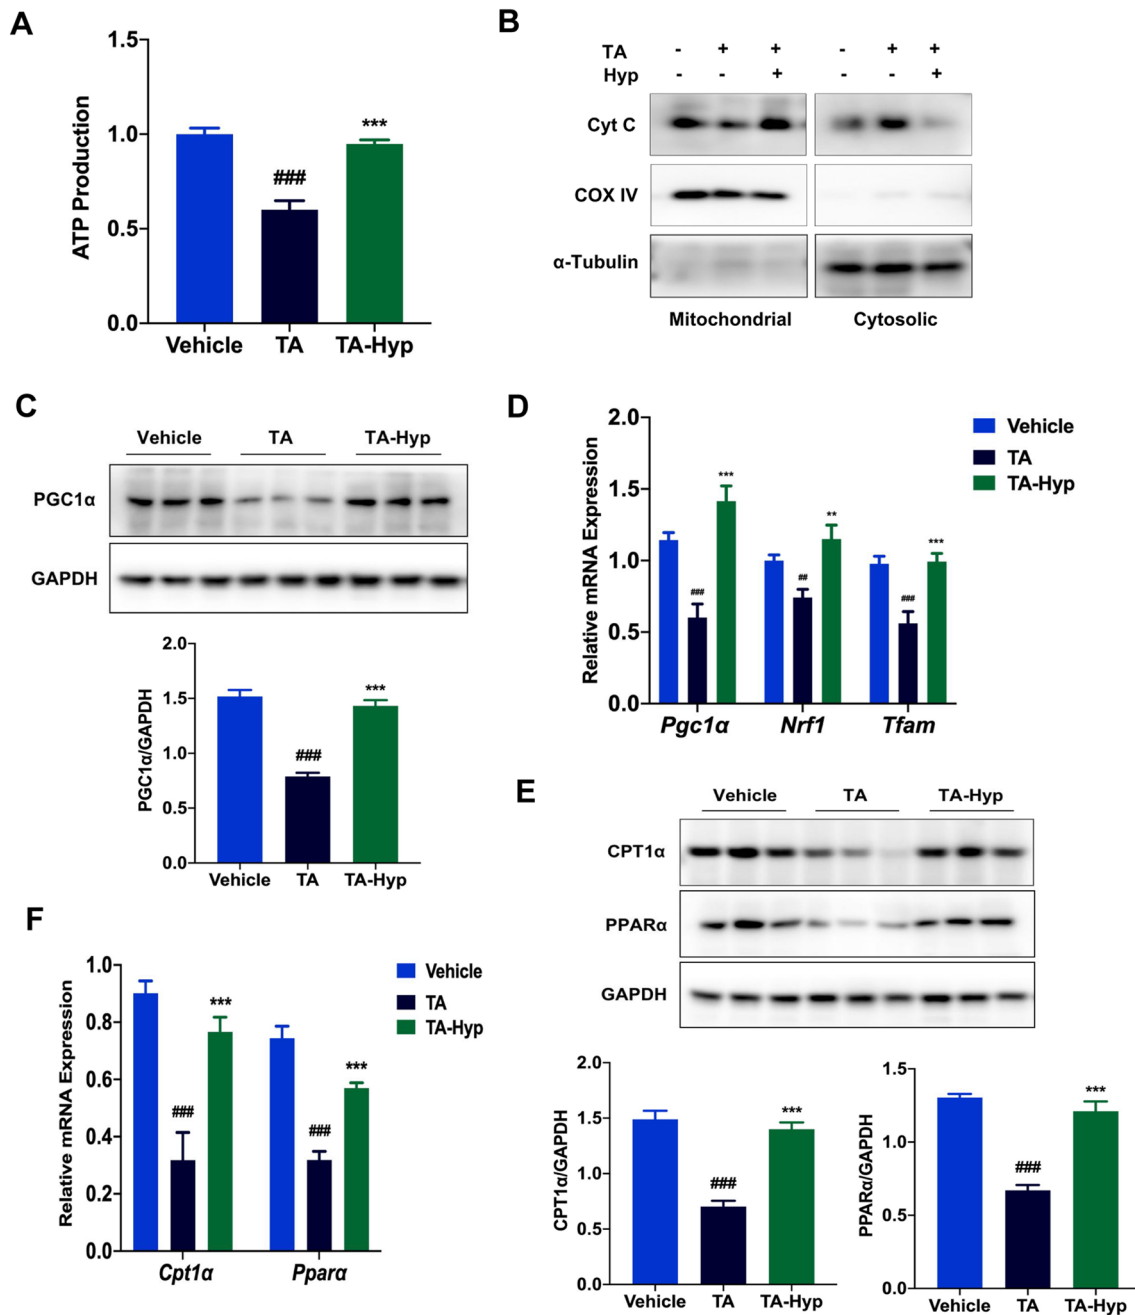 A
1.5
1.0
0.5
0.0
ATP Production
###
***
Vehicle TA TA-Hyp
B
TA - + + - + +
Hyp - - + - - +
Cyt C
COX IV
α-Tubulin
Mitochondrial Cytosolic
C
Vehicle TA TA-Hyp
PGC1α
GAPDH
2.0
1.5
1.0
0.5
0.0
PGC1α/GAPDH
###
***
Vehicle TA TA-Hyp
D
2.0
1.5
1.0
0.5
0.0
Relative mRNA Expression
### ***
## **
### ***
Pgc1α Nrf1 Tfam
Vehicle
TA
TA-Hyp
E
Vehicle TA TA-Hyp
CPT1α
PPARα
GAPDH
2.0
1.5
1.0
0.5
0.0
CPT1α/GAPDH
###
***
Vehicle TA TA-Hyp
1.5
1.0
0.5
0.0
PPARα/GAPDH
###
***
Vehicle TA TA-Hyp
F
1.0
0.8
0.6
0.4
0.2
0.0
Relative mRNA Expression
### ***
### ***
Cpt1α Pparα
Vehicle
TA
TA-Hyp